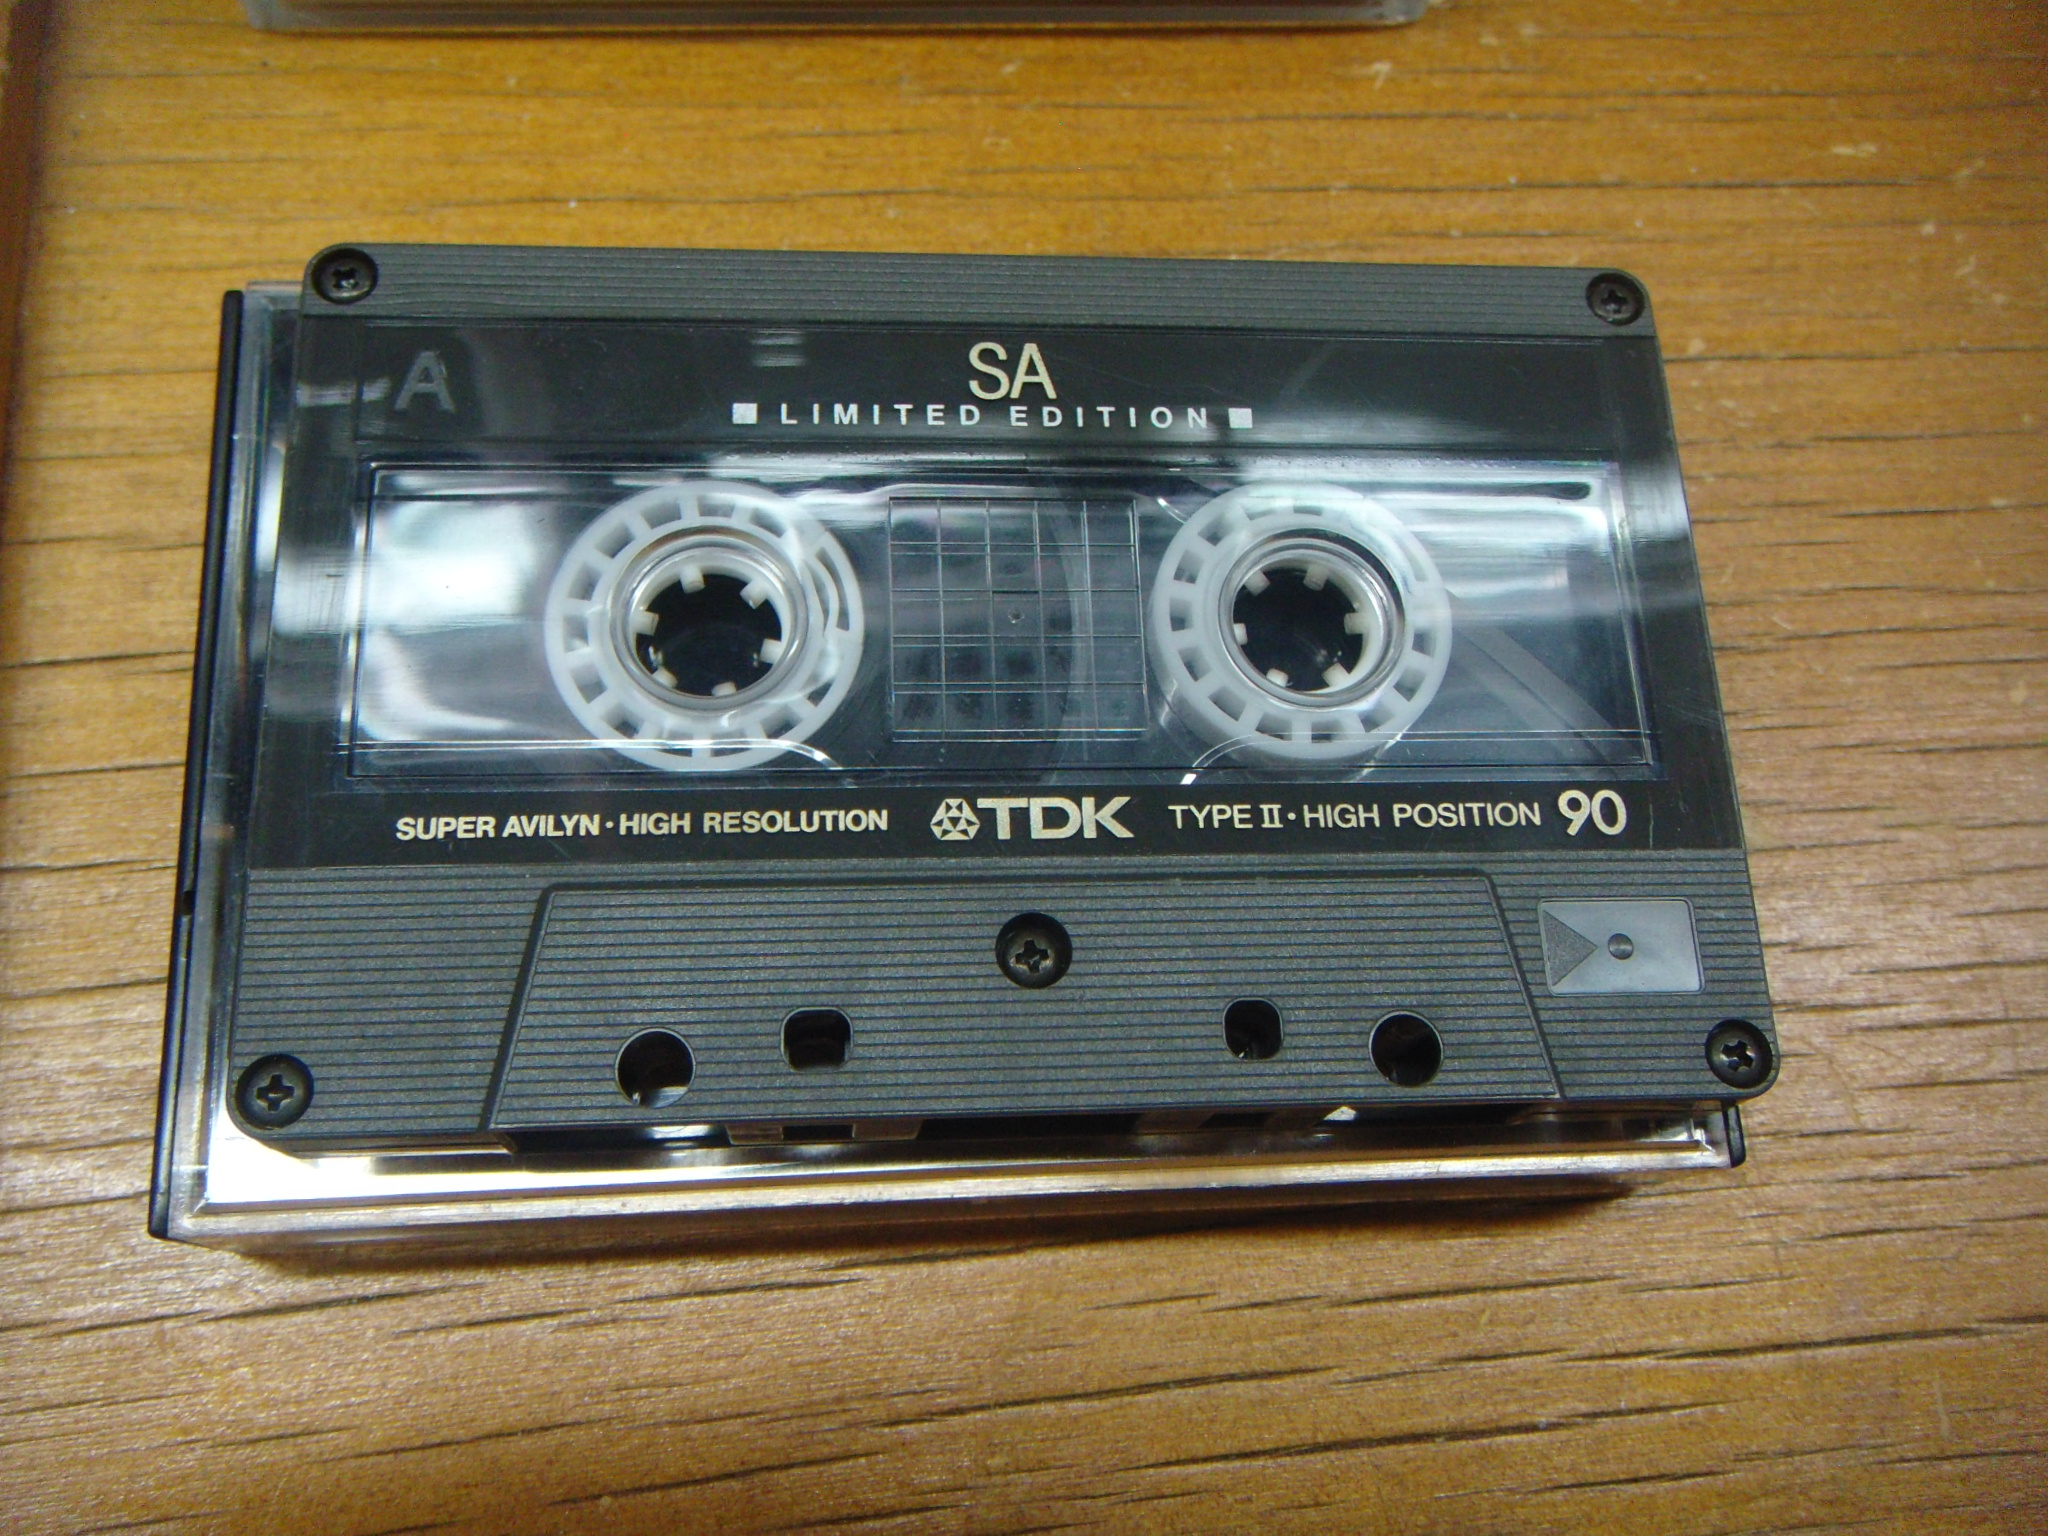 A
SA
LIMITED EDITION
SUPER AVILYN·HIGH RESOLUTION TDK TYPE II·HIGH POSITION 90